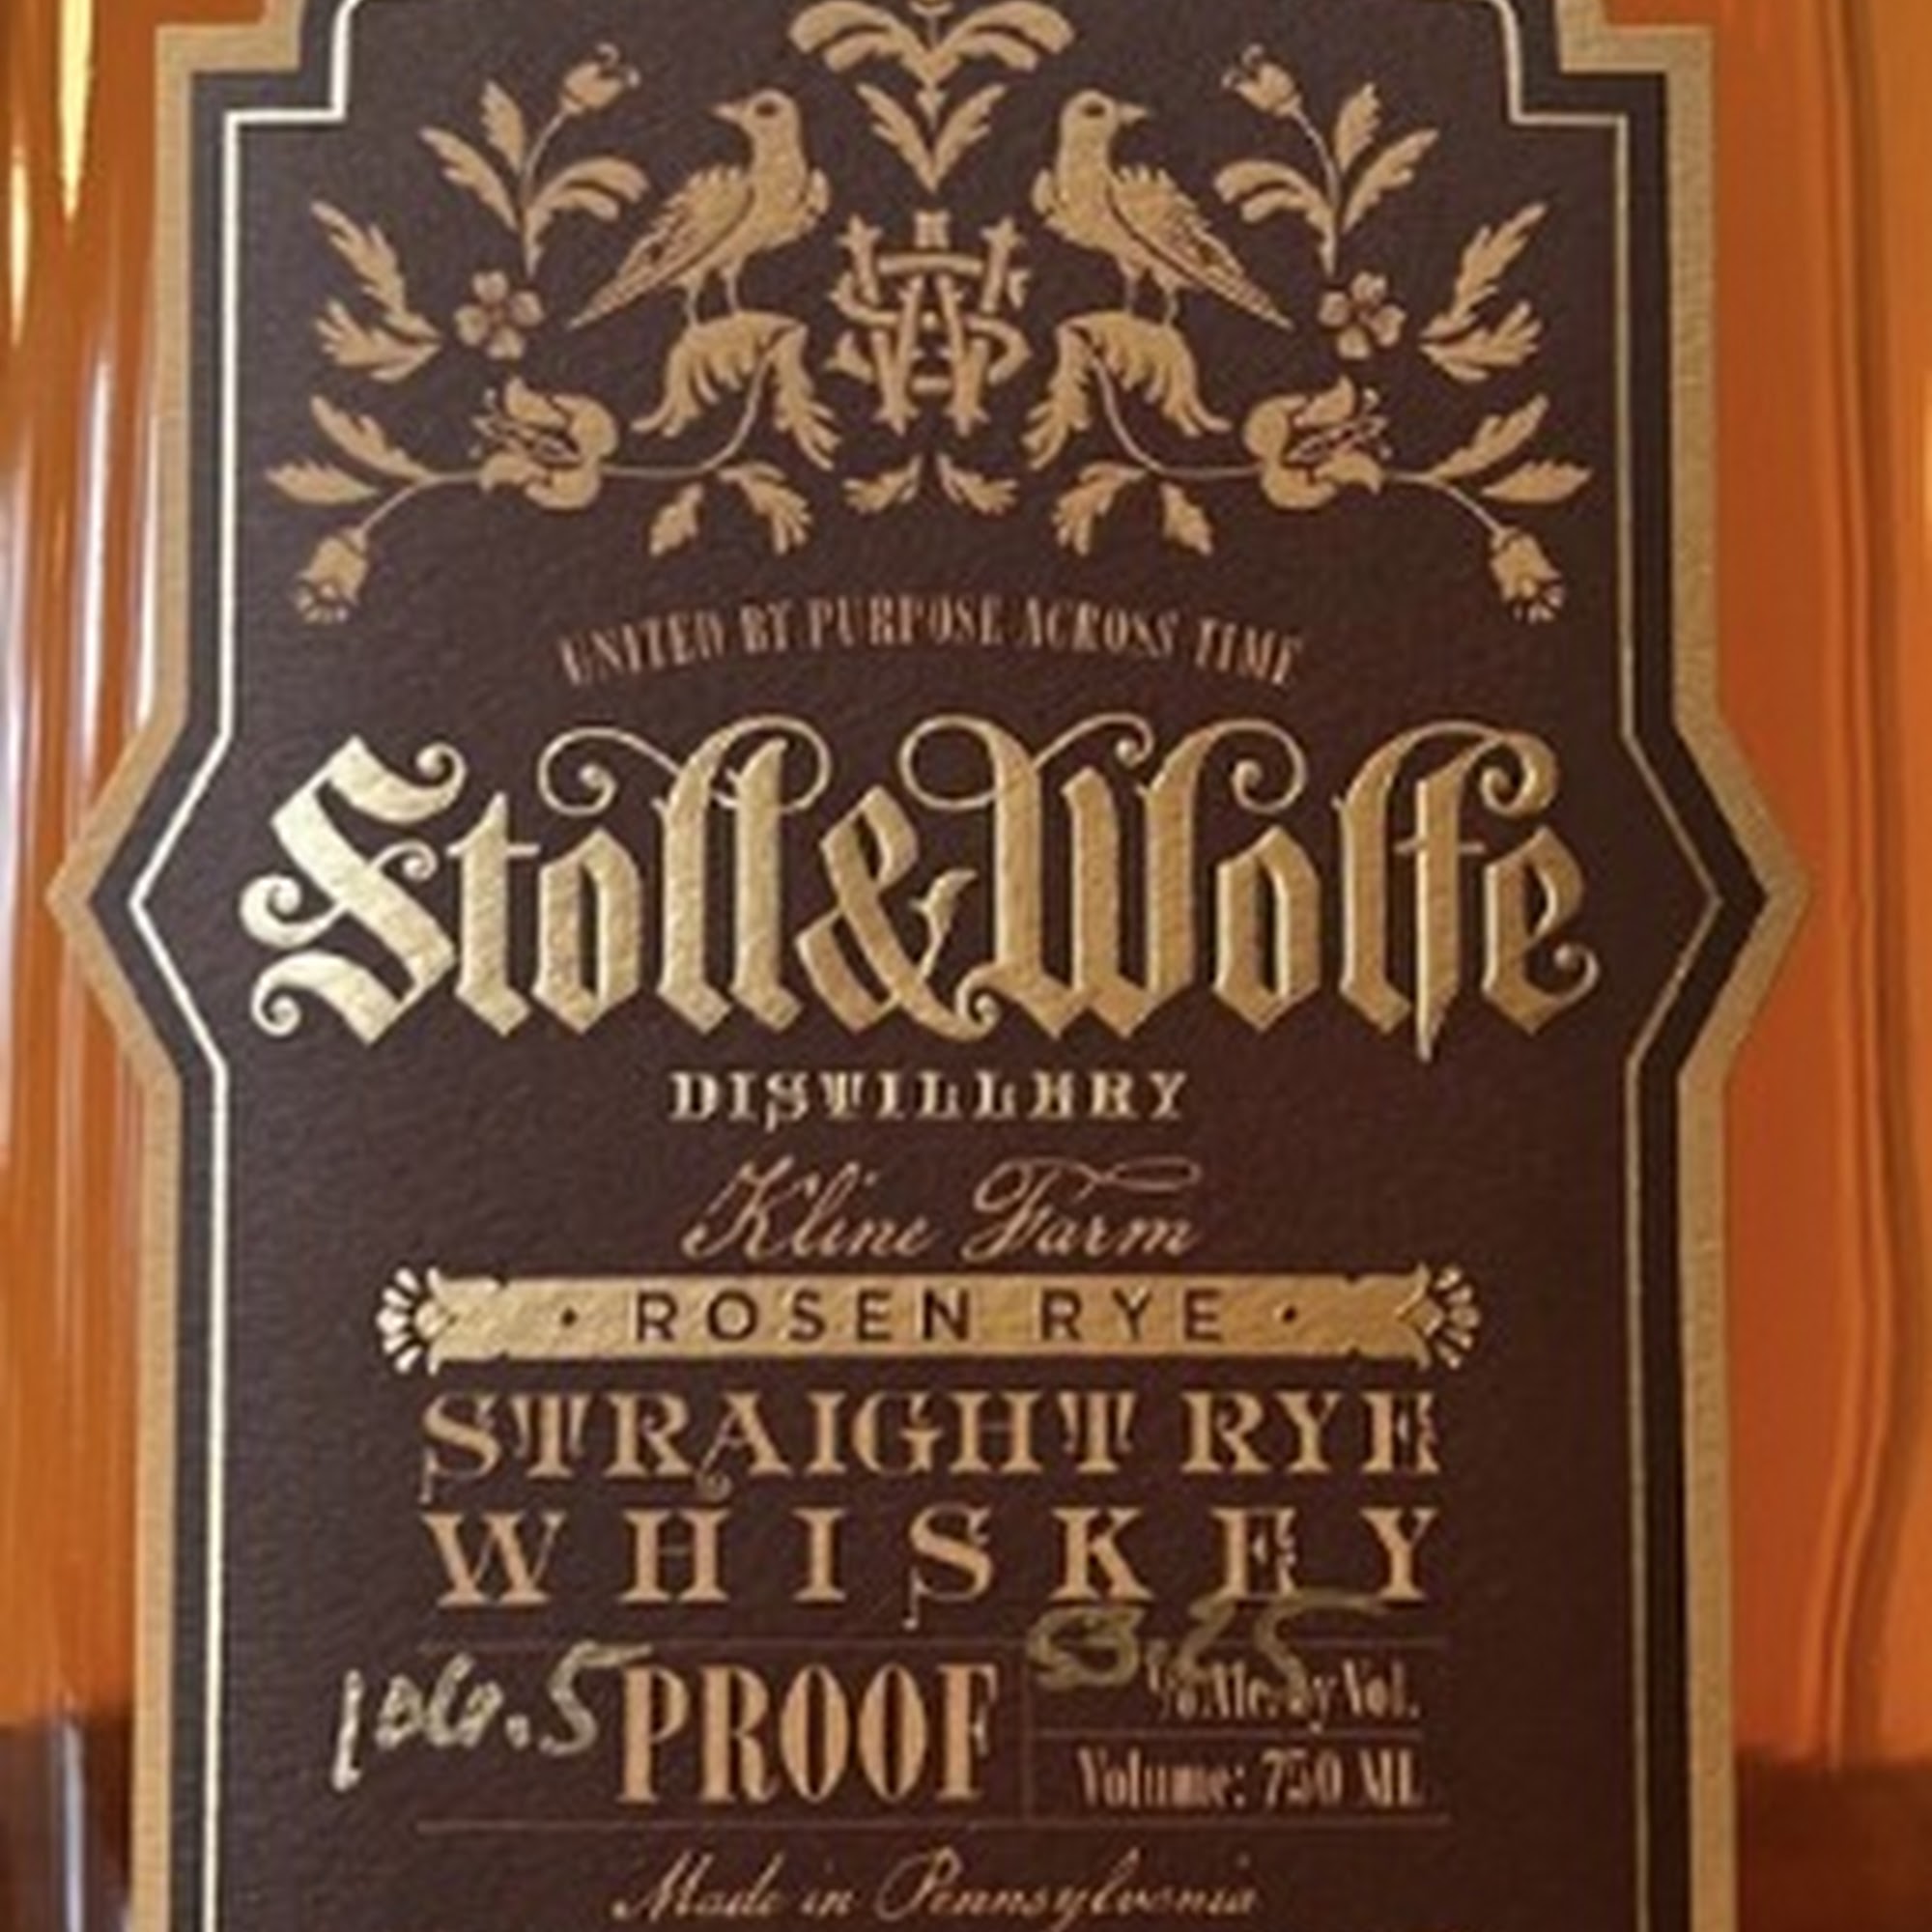 UNITED BY PURPOSE ACROSS TIME
Stoll & Wolfe
DISTILLERY
Kline Farm
· ROSEN RYE ·
STRAIGHT RYE
WHISKEY
106.5 PROOF
53.25 % Alc. by Vol.
Volume: 750 ML
Made in Pennsylvania